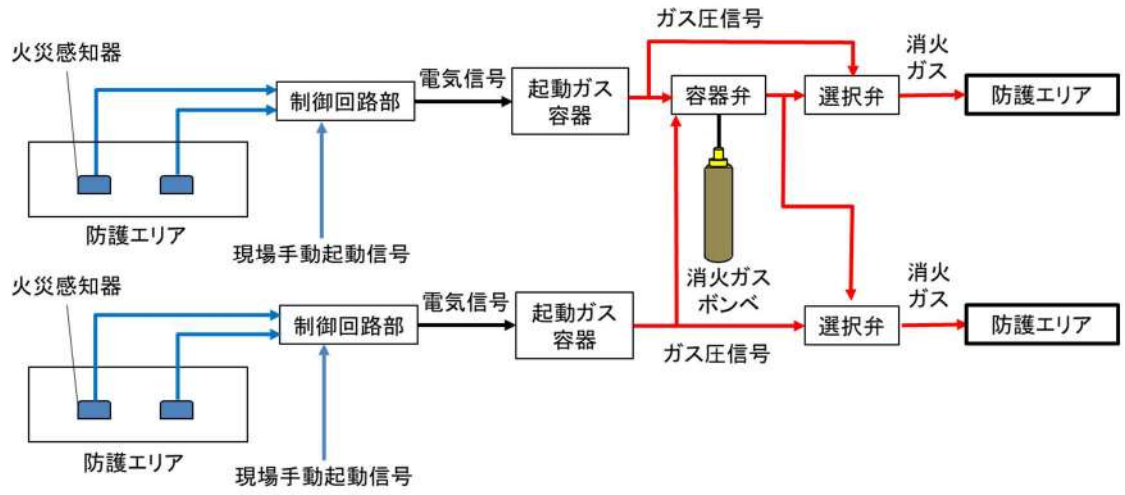 ガス圧信号
火災感知器
電気信号
消火
ガス
制御回路部
起動ガス
容器
容器弁
選択弁
防護エリア
防護エリア
現場手動起動信号
火災感知器
消火ガス
ボンベ
電気信号
消火
ガス
制御回路部
起動ガス
容器
選択弁
防護エリア
ガス圧信号
防護エリア
現場手動起動信号